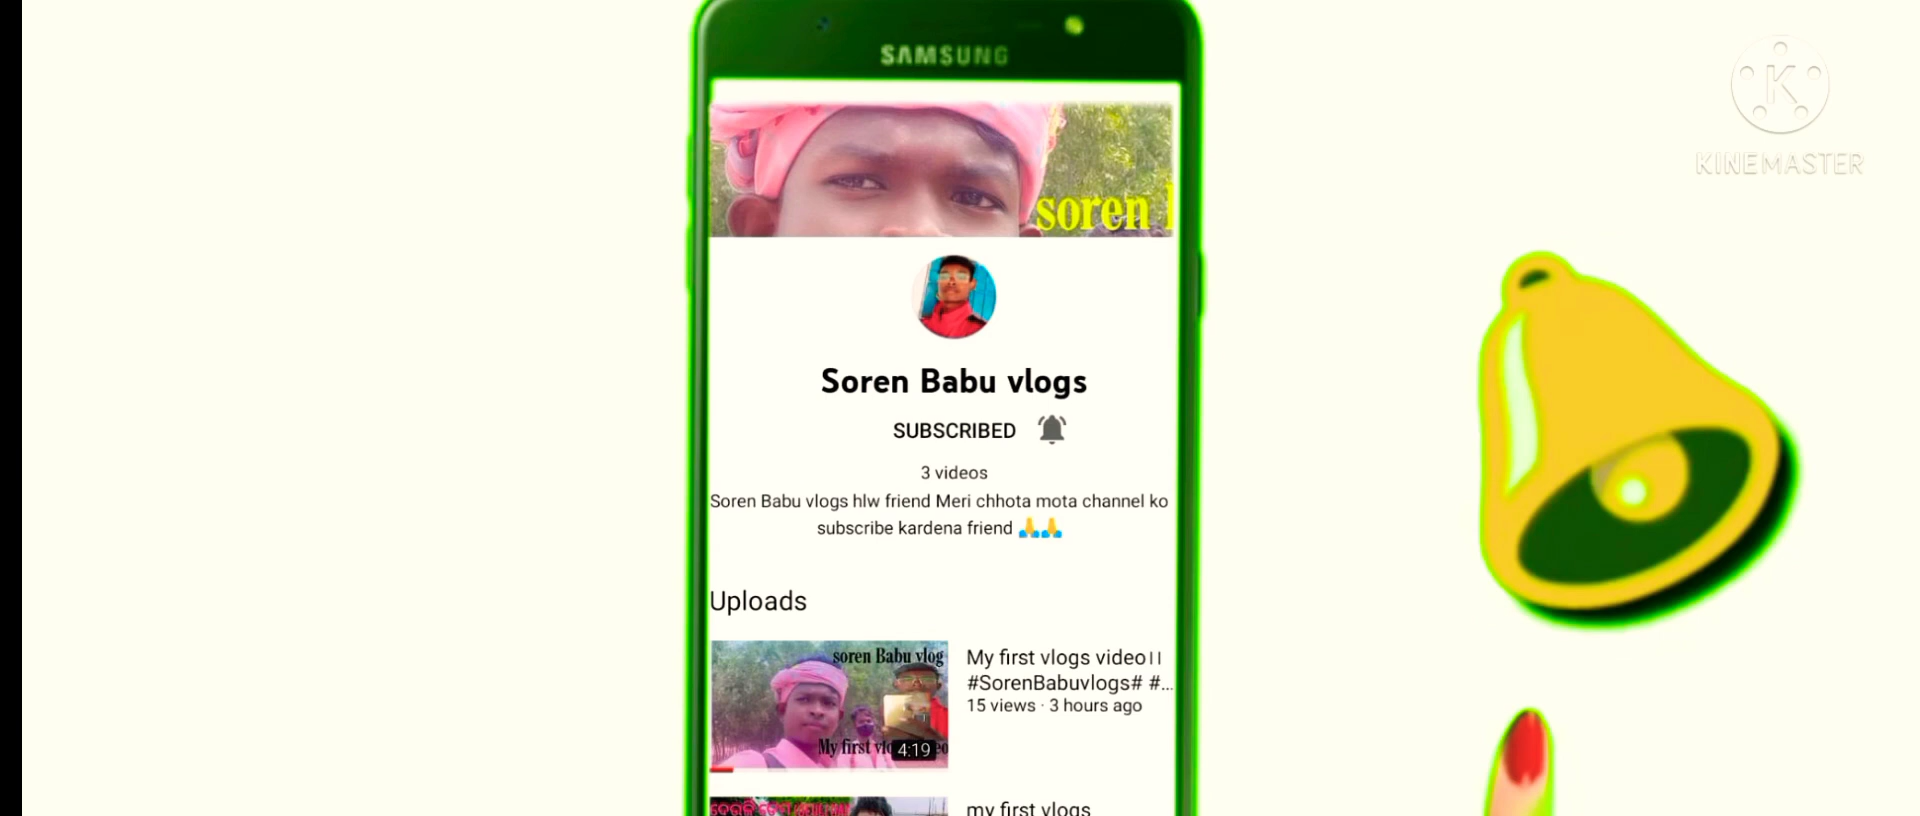 SAMSUNG
KINEMASTER
soren
Soren Babu vlogs
SUBSCRIBED
3 videos
Soren Babu vlogs hlw friend Meri chhota mota channel ko
subscribe kardena friend 🙏🙏
Uploads
soren Babu vlog
My first
4:19
My first vlogs video।।
#SorenBabuvlogs# #...
15 views · 3 hours ago
my first vlogs